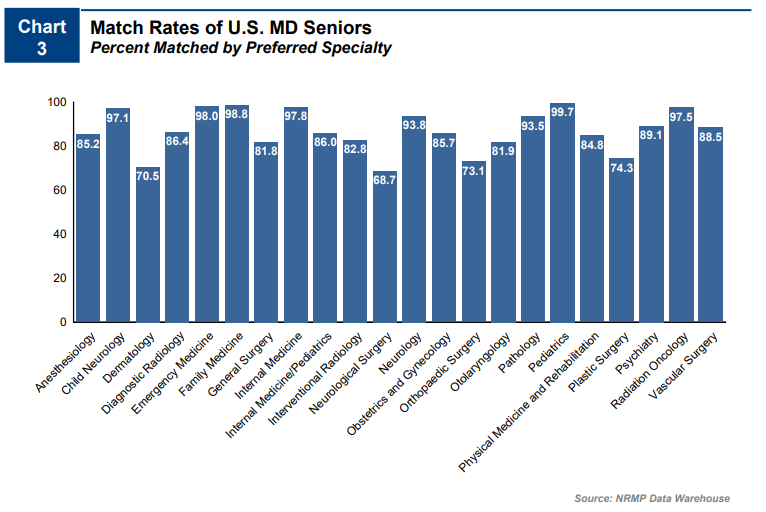 Chart
3
Match Rates of U.S. MD Seniors
Percent Matched by Preferred Specialty
100
80
60
40
20
0
85.2
97.1
70.5
86.4
98.0
98.8
81.8
97.8
86.0
82.8
68.7
93.8
85.7
73.1
81.9
93.5
99.7
84.8
74.3
89.1
97.5
88.5
Anesthesiology
Child Neurology
Dermatology
Diagnostic Radiology
Emergency Medicine
Family Medicine
General Surgery
Internal Medicine
Internal Medicine/Pediatrics
Interventional Radiology
Neurological Surgery
Neurology
Obstetrics and Gynecology
Orthopaedic Surgery
Otolaryngology
Pathology
Pediatrics
Physical Medicine and Rehabilitation
Plastic Surgery
Psychiatry
Radiation Oncology
Vascular Surgery
Source: NRMP Data Warehouse